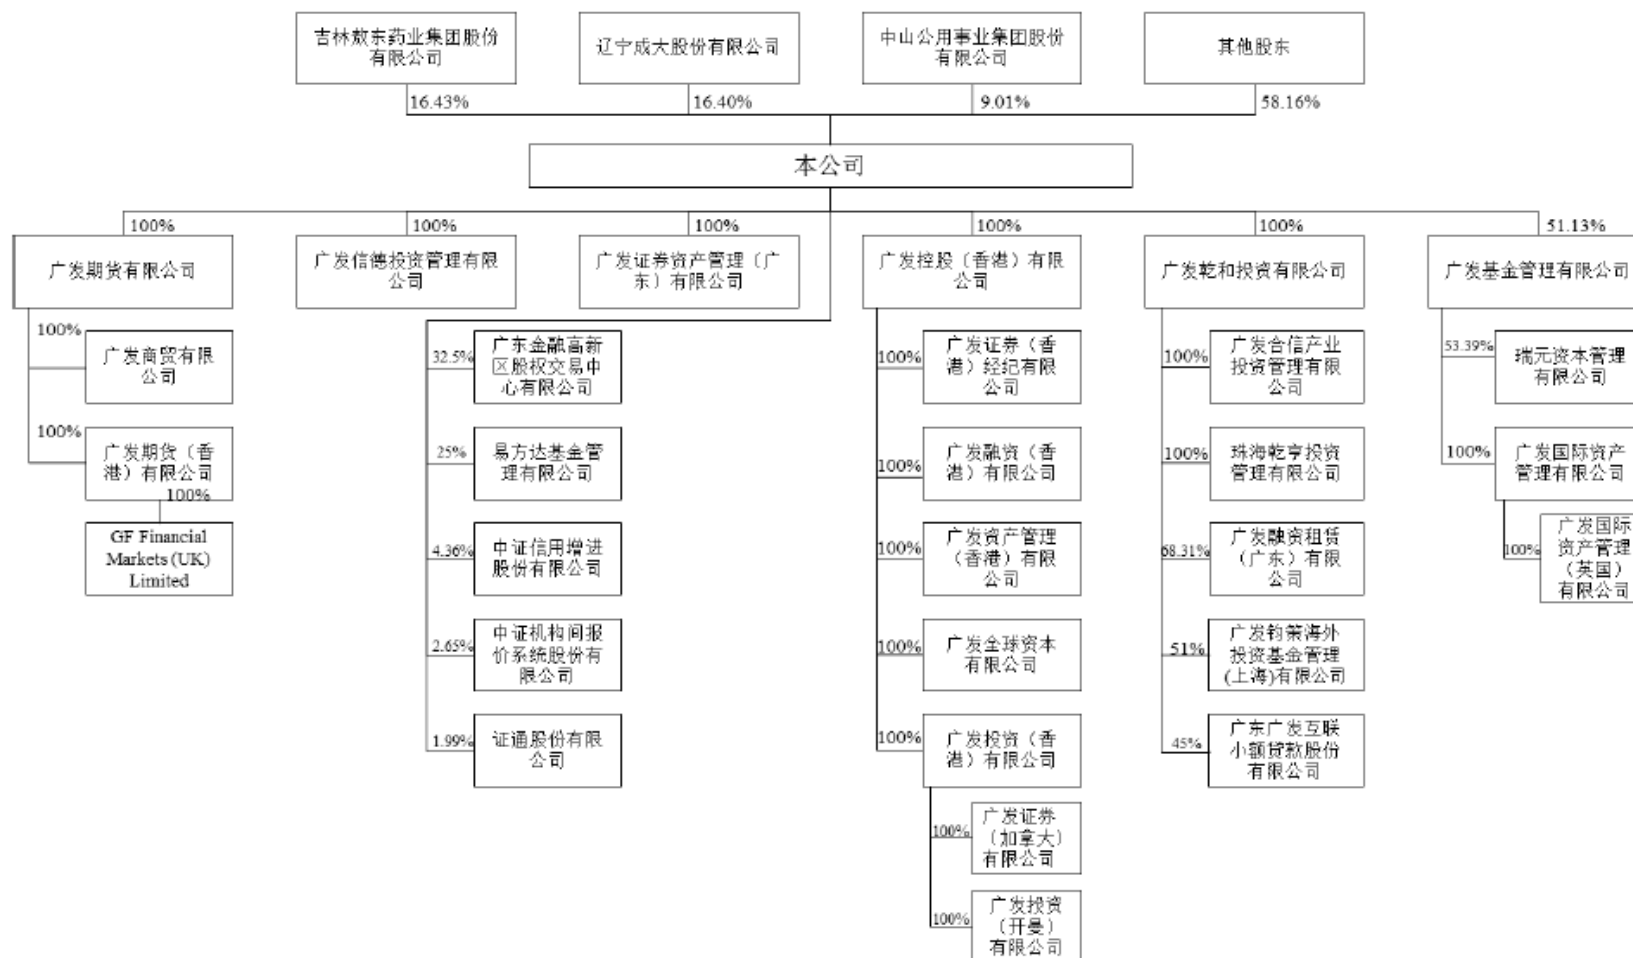 吉林敖东药业集团股份
有限公司
辽宁成大股份有限公司
中山公用事业集团股份
有限公司
其他股东
16.43%
16.40%
9.01%
58.16%
本公司
100%
100%
100%
100%
100%
51.13%
广发期货有限公司
广发信德投资管理有限
公司
广发证券资产管理（广
东）有限公司
广发控股（香港）有限
公司
广发乾和投资有限公司
广发基金管理有限公司
100%
广发商贸有限
公司
100%
广发期货（香
港）有限公司
100%
GF Financial
Markets (UK)
Limited
32.5%
广东金融高新
区股权交易中
心有限公司
25%
易方达基金管
理有限公司
4.36%
中证信用增进
股份有限公司
2.65%
中证机构间报
价系统股份有
限公司
1.99%
证通股份有限
公司
100%
广发证券（香
港）经纪有限
公司
100%
广发融资（香
港）有限公司
100%
广发资产管理
（香港）有限
公司
100%
广发全球资本
有限公司
100%
广发投资（香
港）有限公司
100%
广发证券
（加拿大）
有限公司
100%
广发投资
（开曼）
有限公司
100%
广发合信产业
投资管理有限
公司
100%
珠海乾亨投资
管理有限公司
68.31%
广发融资租赁
（广东）有限
公司
51%
广发钧策海外
投资基金管理
(上海)有限公司
45%
广东广发互联
小额贷款股份
有限公司
53.39%
瑞元资本管理
有限公司
100%
广发国际资产
管理有限公司
100%
广发国际
资产管理
（英国）
有限公司